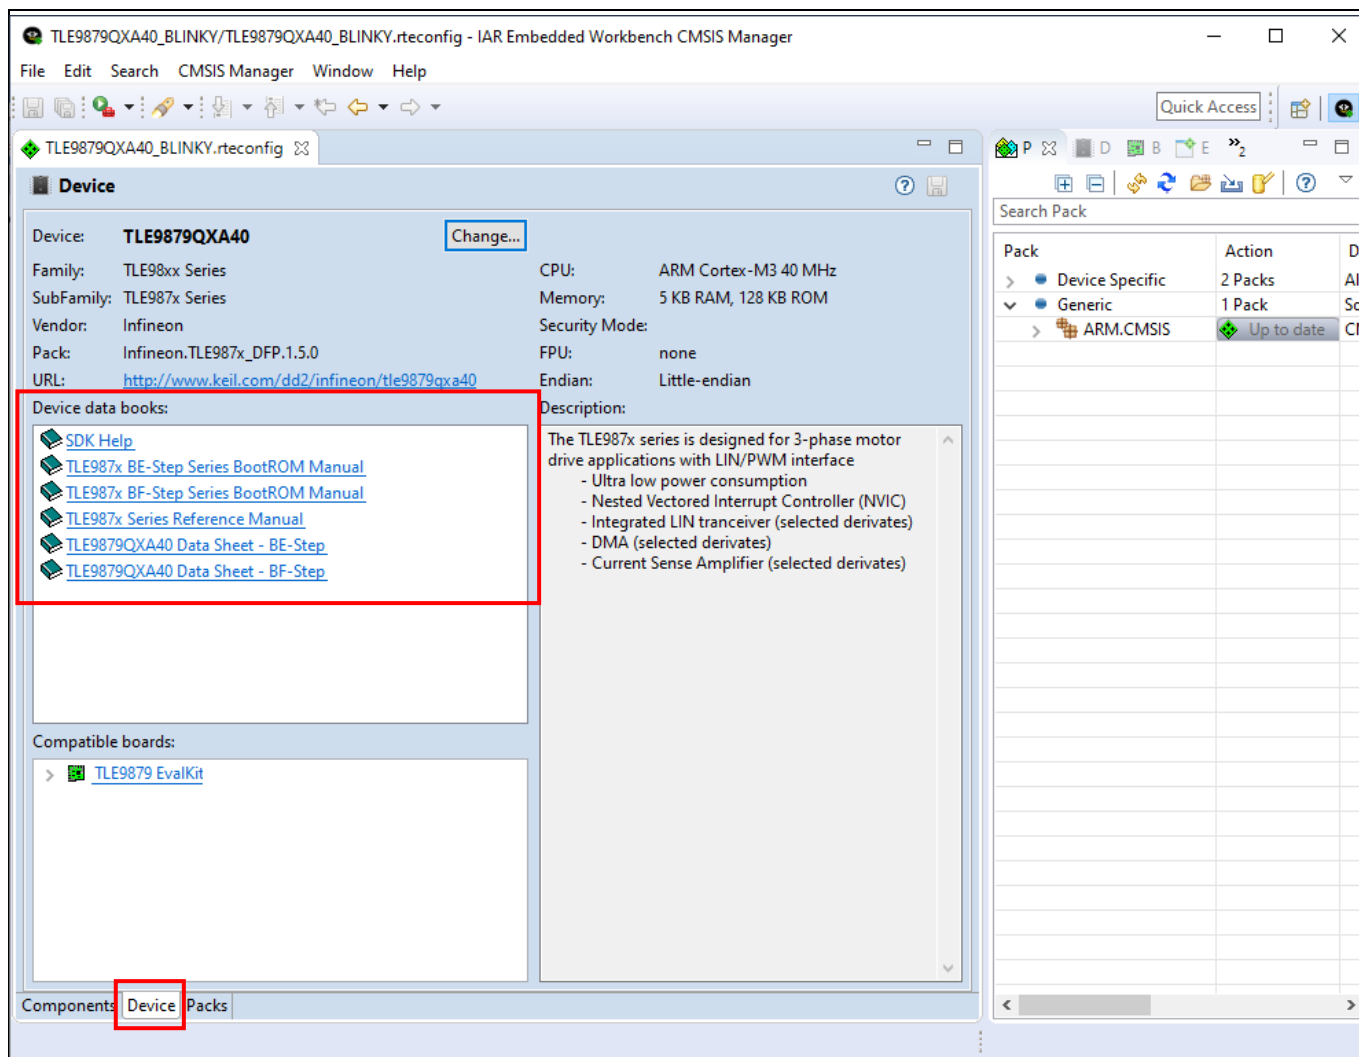 TLE9879QXA40_BLINKY/TLE9879QXA40_BLINKY.rteconfig - IAR Embedded Workbench CMSIS Manager
File Edit Search CMSIS Manager Window Help
Quick Access
TLE9879QXA40_BLINKY.rteconfig
Device
Device: TLE9879QXA40 Change...
Family: TLE98xx Series
SubFamily: TLE987x Series
Vendor: Infineon
Pack: Infineon.TLE987x_DFP.1.5.0
URL: http://www.keil.com/dd2/infineon/tle9879qxa40
CPU: ARM Cortex-M3 40 MHz
Memory: 5 KB RAM, 128 KB ROM
Security Mode:
FPU: none
Endian: Little-endian
Device data books:
SDK Help
TLE987x BE-Step Series BootROM Manual
TLE987x BF-Step Series BootROM Manual
TLE987x Series Reference Manual
TLE9879QXA40 Data Sheet - BE-Step
TLE9879QXA40 Data Sheet - BF-Step
Description:
The TLE987x series is designed for 3-phase motor
drive applications with LIN/PWM interface
- Ultra low power consumption
- Nested Vectored Interrupt Controller (NVIC)
- Integrated LIN tranceiver (selected derivates)
- DMA (selected derivates)
- Current Sense Amplifier (selected derivates)
Compatible boards:
TLE9879 EvalKit
Components Device Packs
P D B E »2
Search Pack
Pack Action D
Device Specific 2 Packs Al
Generic 1 Pack Sc
ARM.CMSIS Up to date CM